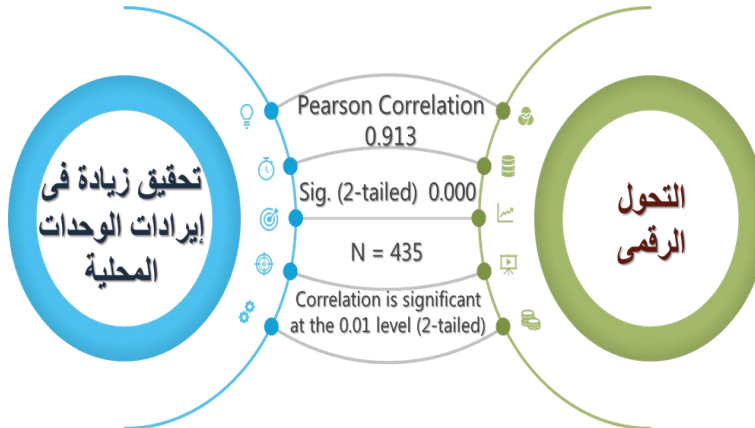 التحول
الرقمى
Pearson Correlation
0.913
Sig. (2-tailed) 0.000
N = 435
Correlation is significant
at the 0.01 level (2-tailed)
تحقيق زيادة فى
إيرادات الوحدات
المحلية